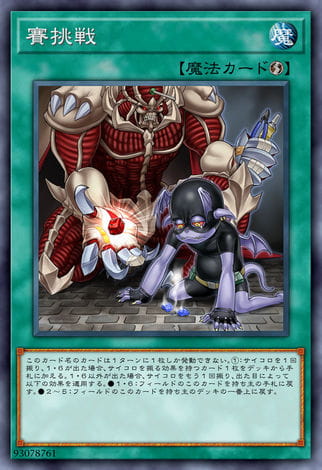 賽挑戦
魔
【魔法カード】
このカード名のカードは1ターンに1枚しか発動できない。①:サイコロを1回
振り、1・6が出た場合、サイコロを振る効果を持つカード1枚をデッキから手
札に加える。1・6以外が出た場合、サイコロをもう1回振り、出た目によって
以下の効果を適用する。●1・6:フィールドのこのカードを持ち主の手札に戻
す。●2～5:フィールドのこのカードを持ち主のデッキの一番上に戻す。
93078761